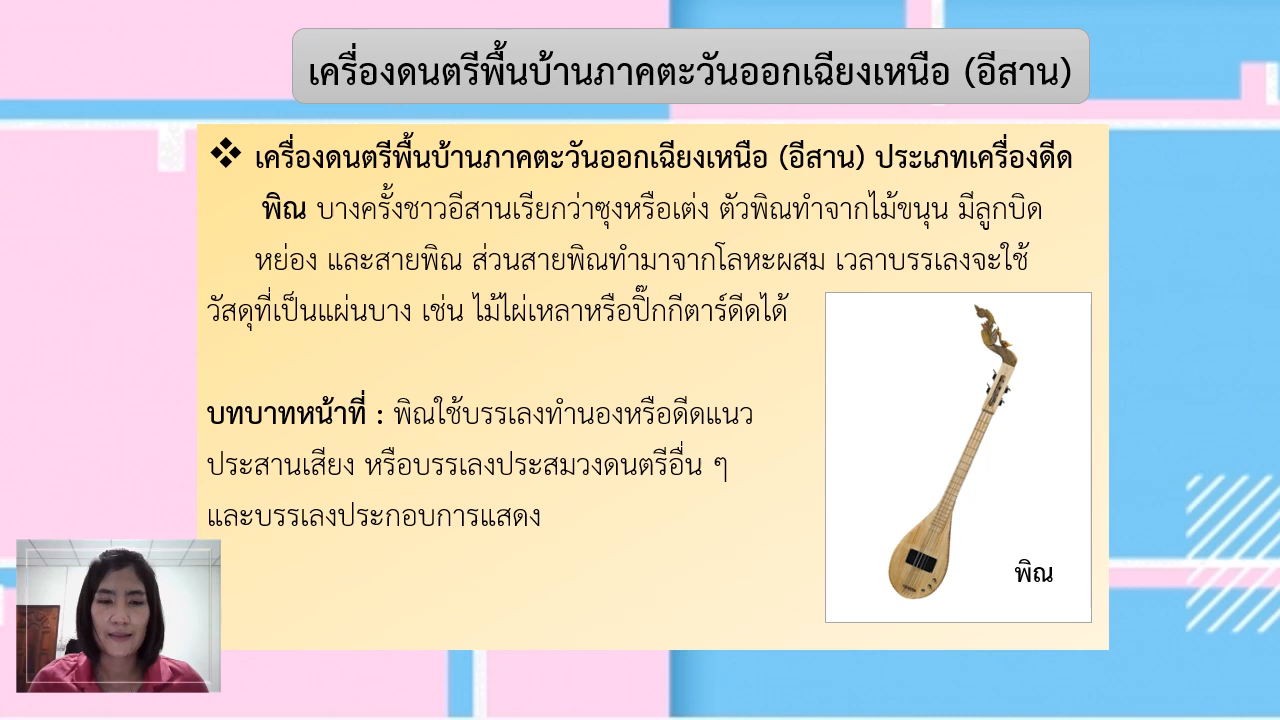 เครื่องดนตรีพื้นบ้านภาคตะวันออกเฉียงเหนือ (อีสาน)
❖ เครื่องดนตรีพื้นบ้านภาคตะวันออกเฉียงเหนือ (อีสาน) ประเภทเครื่องดีด
พิณ บางครั้งชาวอีสานเรียกว่าซุงหรือเต่ง ตัวพิณทำจากไม้ขนุน มีลูกบิด
หย่อง และสายพิณ ส่วนสายพิณทำมาจากโลหะผสม เวลาบรรเลงจะใช้
วัสดุที่เป็นแผ่นบาง เช่น ไม้ไผ่เหลาหรือปิ๊กกีตาร์ดีดได้
บทบาทหน้าที่ : พิณใช้บรรเลงทำนองหรือดีดแนว
ประสานเสียง หรือบรรเลงประสมวงดนตรีอื่น ๆ
และบรรเลงประกอบการแสดง
พิณ